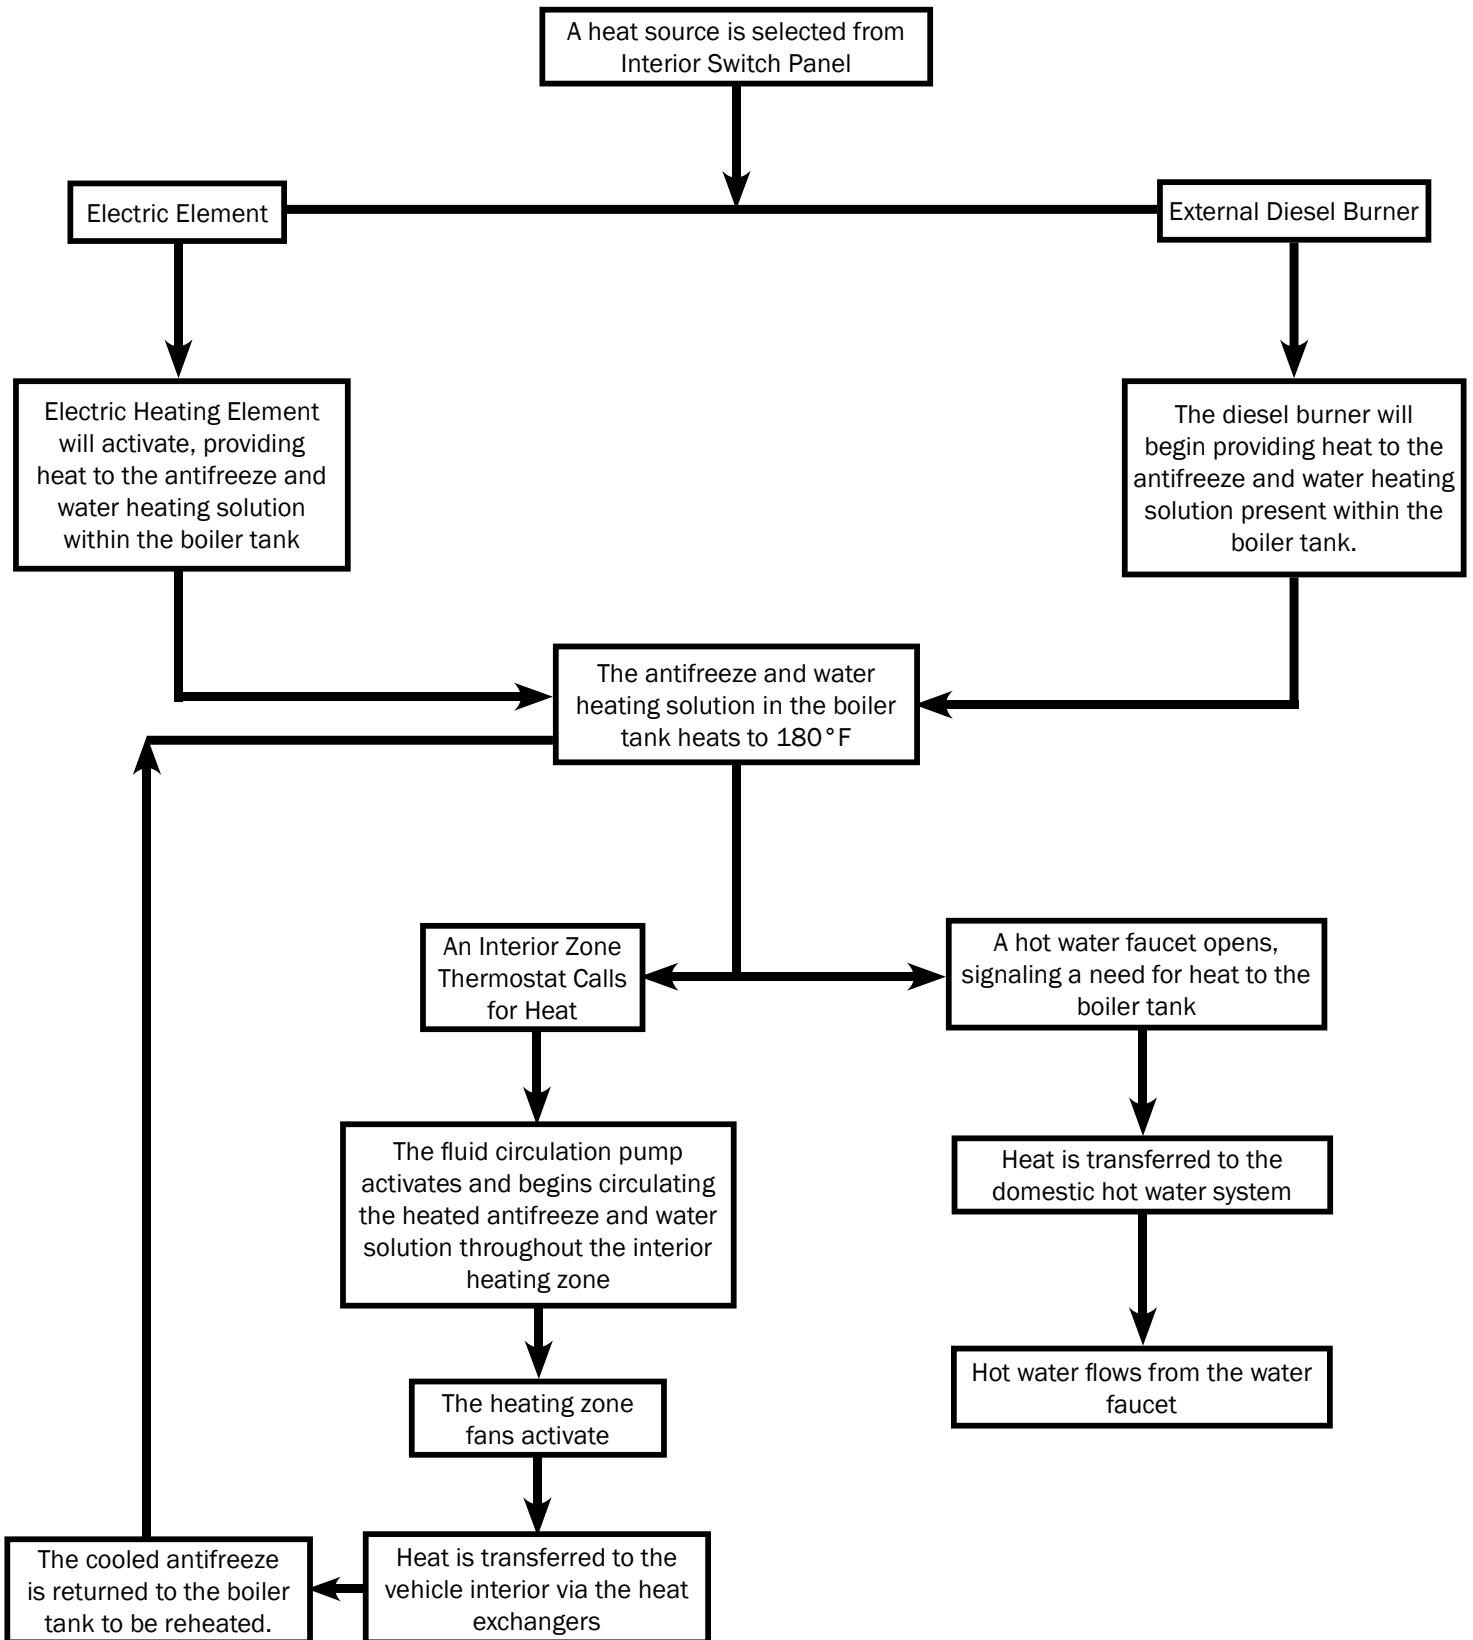 A heat source is selected from
Interior Switch Panel
Electric Element
External Diesel Burner
Electric Heating Element
will activate, providing
heat to the antifreeze and
water heating solution
within the boiler tank
The diesel burner will
begin providing heat to the
antifreeze and water heating
solution present within the
boiler tank.
The antifreeze and water
heating solution in the boiler
tank heats to 180°F
An Interior Zone
Thermostat Calls
for Heat
A hot water faucet opens,
signaling a need for heat to the
boiler tank
The fluid circulation pump
activates and begins circulating
the heated antifreeze and water
solution throughout the interior
heating zone
Heat is transferred to the
domestic hot water system
The heating zone
fans activate
Hot water flows from the water
faucet
Heat is transferred to the
vehicle interior via the heat
exchangers
The cooled antifreeze
is returned to the boiler
tank to be reheated.